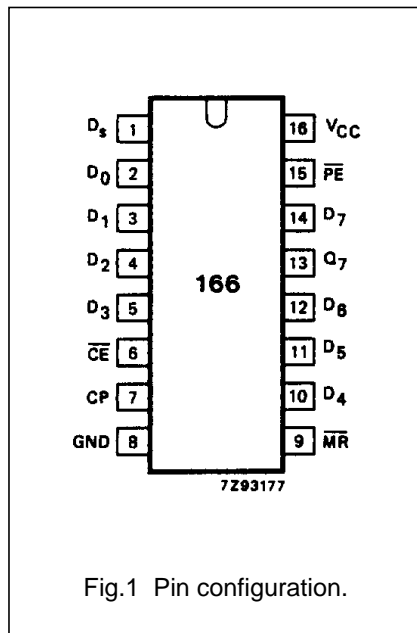 Ds 1 16 VCC
D0 2 15 PE
D1 3 14 D7
D2 4 13 Q7
166
D3 5 12 D6
CE 6 11 D5
CP 7 10 D4
GND 8 9 MR
7Z93177
Fig.1 Pin configuration.